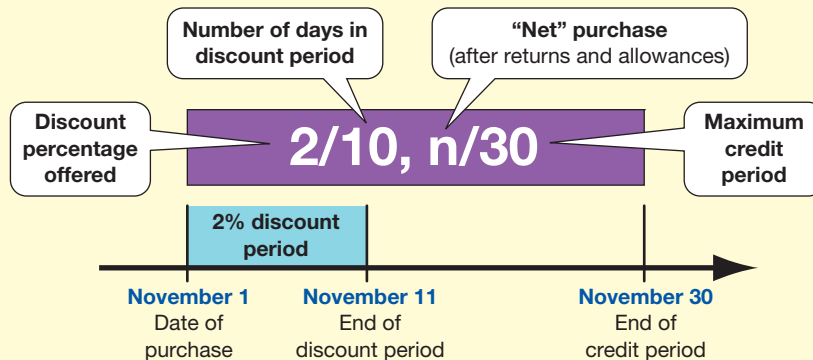 Number of days in
discount period
“Net” purchase
(after returns and allowances)
Discount
percentage
offered
2/10, n/30
Maximum
credit
period
2% discount
period
November 1
Date of
purchase
November 11
End of
discount period
November 30
End of
credit period